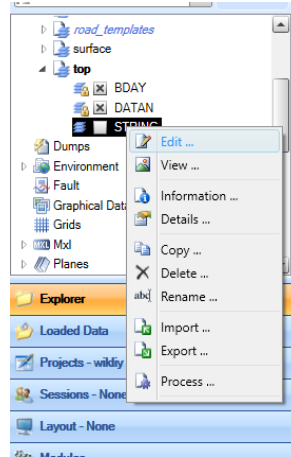 road_templates
surface
top
BDAY
DATAN
STRING
Edit ...
Dumps
View ...
Environment
Fault
Information ...
Graphical Data
Details ...
Grids
Mxl
Copy ...
Planes
Delete ...
Explorer
Rename ...
Loaded Data
Import ...
Export ...
Projects - wikliy
Process ...
Sessions - None
Layout - None
Modules